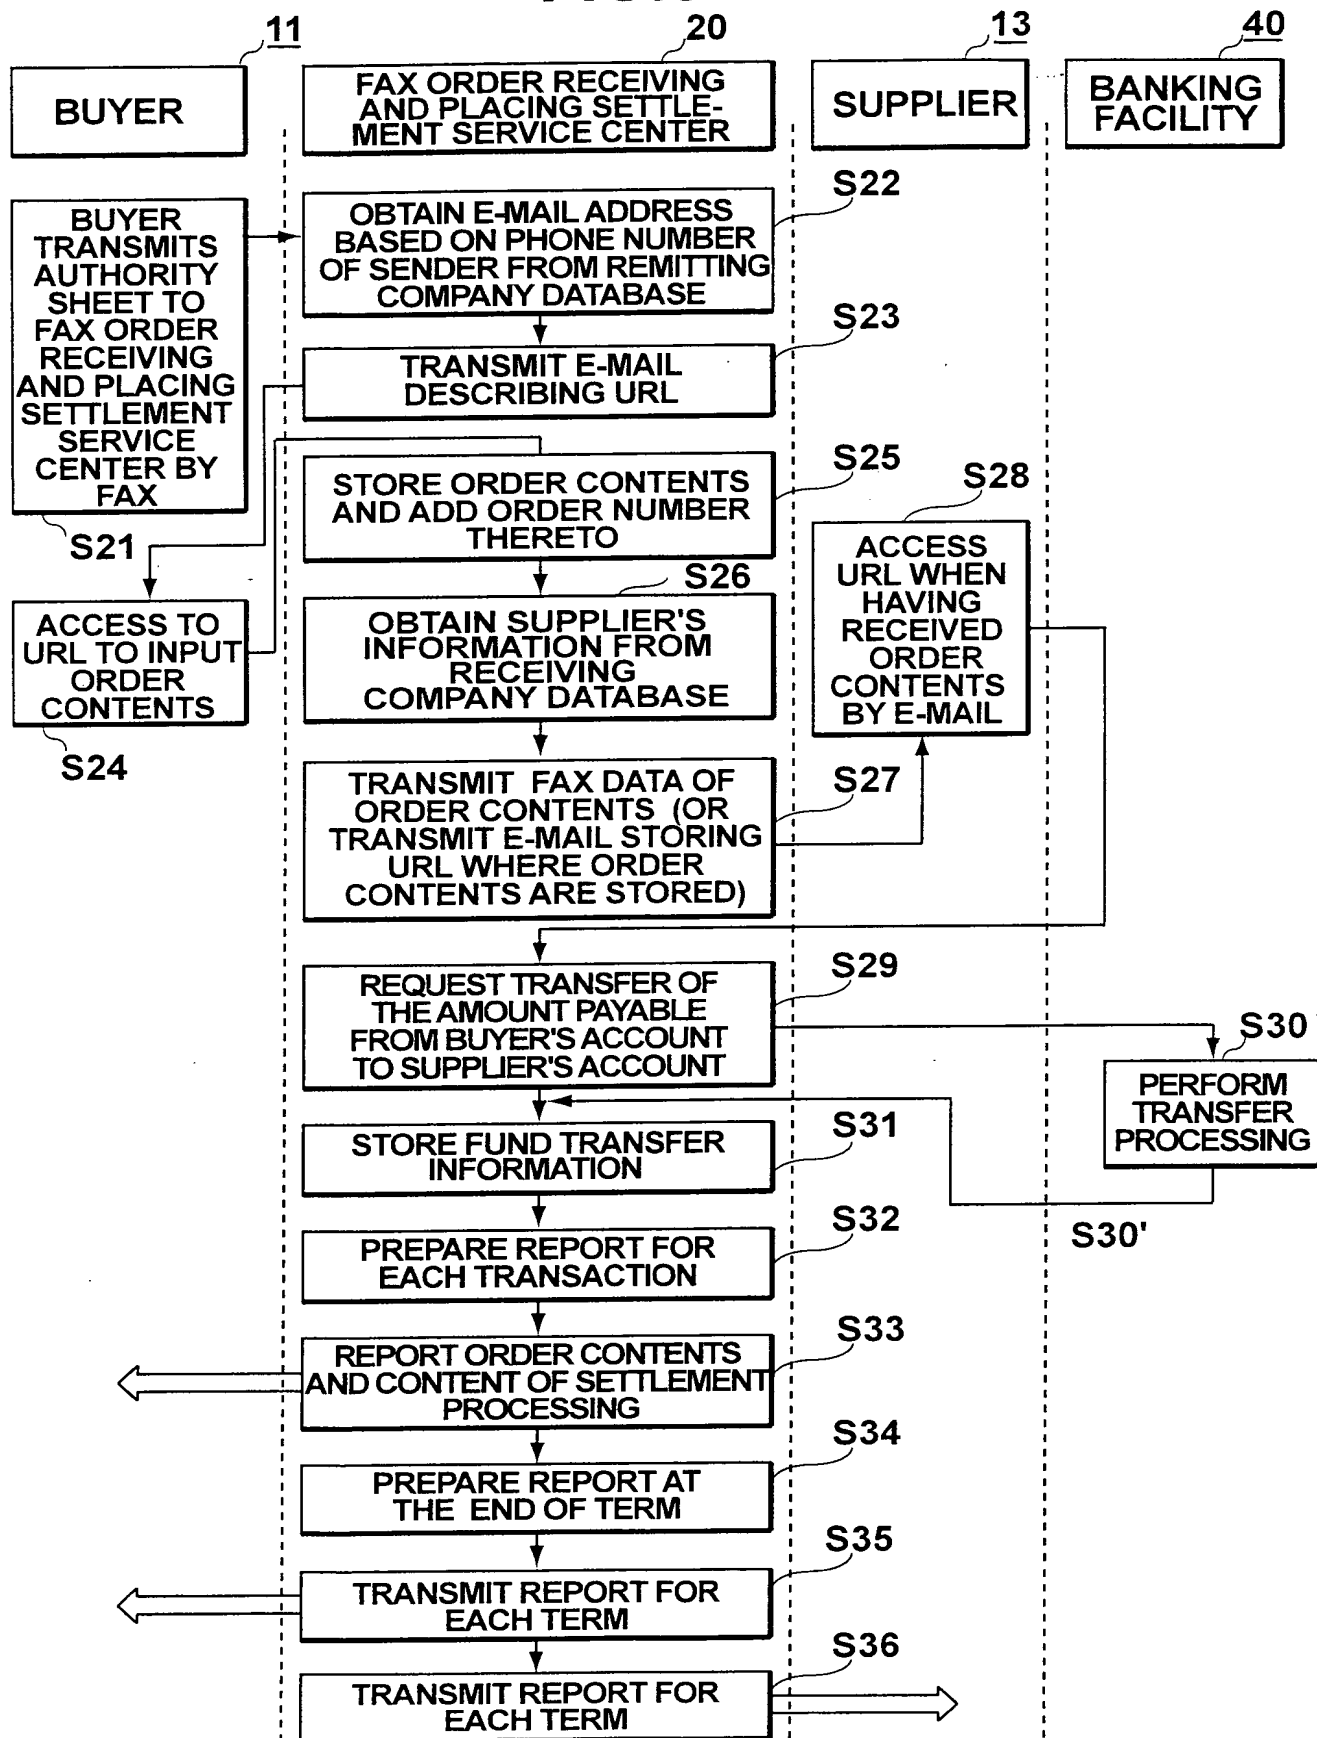 11
20
13
40
BUYER
FAX ORDER RECEIVING
AND PLACING SETTLE-
MENT SERVICE CENTER
SUPPLIER
BANKING
FACILITY
BUYER
TRANSMITS
AUTHORITY
SHEET TO
FAX ORDER
RECEIVING
AND PLACING
SETTLEMENT
SERVICE
CENTER BY
FAX
S21
S22
OBTAIN E-MAIL ADDRESS
BASED ON PHONE NUMBER
OF SENDER FROM REMITTING
COMPANY DATABASE
S23
TRANSMIT E-MAIL
DESCRIBING URL
ACCESS TO
URL TO INPUT
ORDER
CONTENTS
S24
S25
STORE ORDER CONTENTS
AND ADD ORDER NUMBER
THERETO
S26
OBTAIN SUPPLIER'S
INFORMATION FROM
RECEIVING
COMPANY DATABASE
S27
TRANSMIT FAX DATA OF
ORDER CONTENTS (OR
TRANSMIT E-MAIL STORING
URL WHERE ORDER
CONTENTS ARE STORED)
S28
ACCESS
URL WHEN
HAVING
RECEIVED
ORDER
CONTENTS
BY E-MAIL
S29
REQUEST TRANSFER OF
THE AMOUNT PAYABLE
FROM BUYER'S ACCOUNT
TO SUPPLIER'S ACCOUNT
S30
PERFORM
TRANSFER
PROCESSING
S30'
S31
STORE FUND TRANSFER
INFORMATION
S32
PREPARE REPORT FOR
EACH TRANSACTION
S33
REPORT ORDER CONTENTS
AND CONTENT OF SETTLEMENT
PROCESSING
S34
PREPARE REPORT AT
THE END OF TERM
S35
TRANSMIT REPORT FOR
EACH TERM
S36
TRANSMIT REPORT FOR
EACH TERM